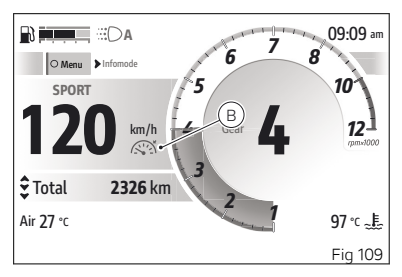 A 09:09 am
Menu Infomode
SPORT
120 km/h
B
Gear
4
1
2
3
4
5
6
7
8
10
12
rpm×1000
Total 2326 km
Air 27 °C
97 °C
Fig 109